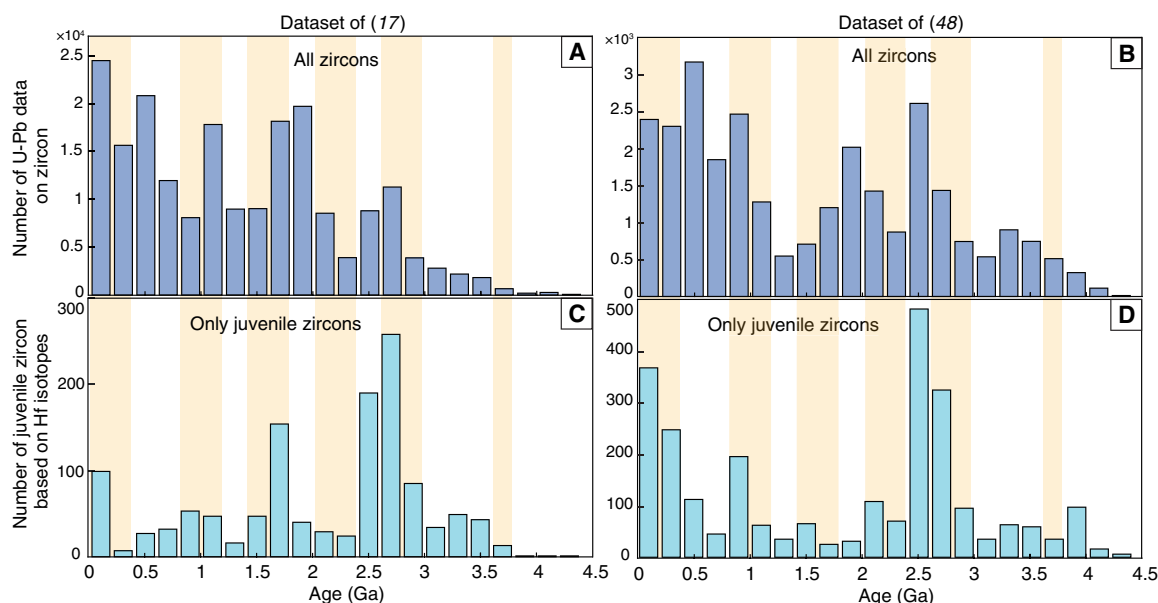 Dataset of (17)
Dataset of (48)
×10⁴
A
All zircons
2.5
2
1.5
1
0.5
0
Number of U-Pb data
on zircon
×10³
B
All zircons
3
2.5
2
1.5
1
0.5
0
C
Only juvenile zircons
300
200
100
0
Number of juvenile zircon
based on Hf isotopes
0 0.5 1 1.5 2 2.5 3 3.5 4 4.5
Age (Ga)
D
Only juvenile zircons
500
400
300
200
100
0
0 0.5 1 1.5 2 2.5 3 3.5 4 4.5
Age (Ga)